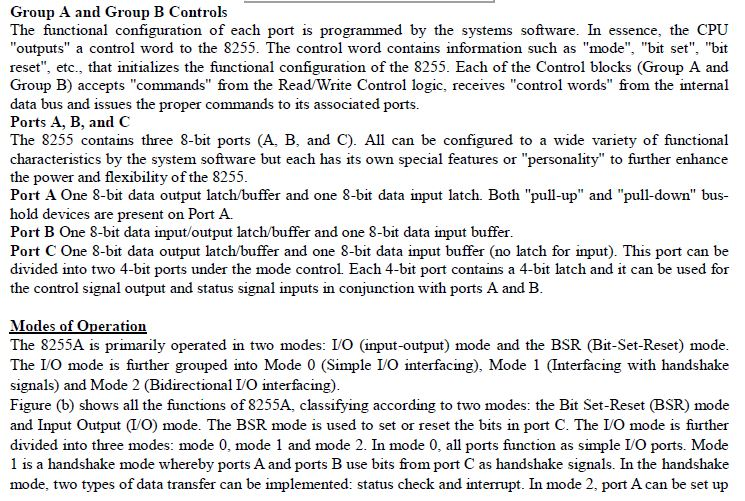 Group A and Group B Controls
The functional configuration of each port is programmed by the systems software. In essence, the CPU
"outputs" a control word to the 8255. The control word contains information such as "mode", "bit set", "bit
reset", etc., that initializes the functional configuration of the 8255. Each of the Control blocks (Group A and
Group B) accepts "commands" from the Read/Write Control logic, receives "control words" from the internal
data bus and issues the proper commands to its associated ports.
Ports A, B, and C
The 8255 contains three 8-bit ports (A, B, and C). All can be configured to a wide variety of functional
characteristics by the system software but each has its own special features or "personality" to further enhance
the power and flexibility of the 8255.
Port A One 8-bit data output latch/buffer and one 8-bit data input latch. Both "pull-up" and "pull-down" bus-
hold devices are present on Port A.
Port B One 8-bit data input/output latch/buffer and one 8-bit data input buffer.
Port C One 8-bit data output latch/buffer and one 8-bit data input buffer (no latch for input). This port can be
divided into two 4-bit ports under the mode control. Each 4-bit port contains a 4-bit latch and it can be used for
the control signal output and status signal inputs in conjunction with ports A and B.
Modes of Operation
The 8255A is primarily operated in two modes: I/O (input-output) mode and the BSR (Bit-Set-Reset) mode.
The I/O mode is further grouped into Mode 0 (Simple I/O interfacing), Mode 1 (Interfacing with handshake
signals) and Mode 2 (Bidirectional I/O interfacing).
Figure (b) shows all the functions of 8255A, classifying according to two modes: the Bit Set-Reset (BSR) mode
and Input Output (I/O) mode. The BSR mode is used to set or reset the bits in port C. The I/O mode is further
divided into three modes: mode 0, mode 1 and mode 2. In mode 0, all ports function as simple I/O ports. Mode
1 is a handshake mode whereby ports A and ports B use bits from port C as handshake signals. In the handshake
mode, two types of data transfer can be implemented: status check and interrupt. In mode 2, port A can be set up